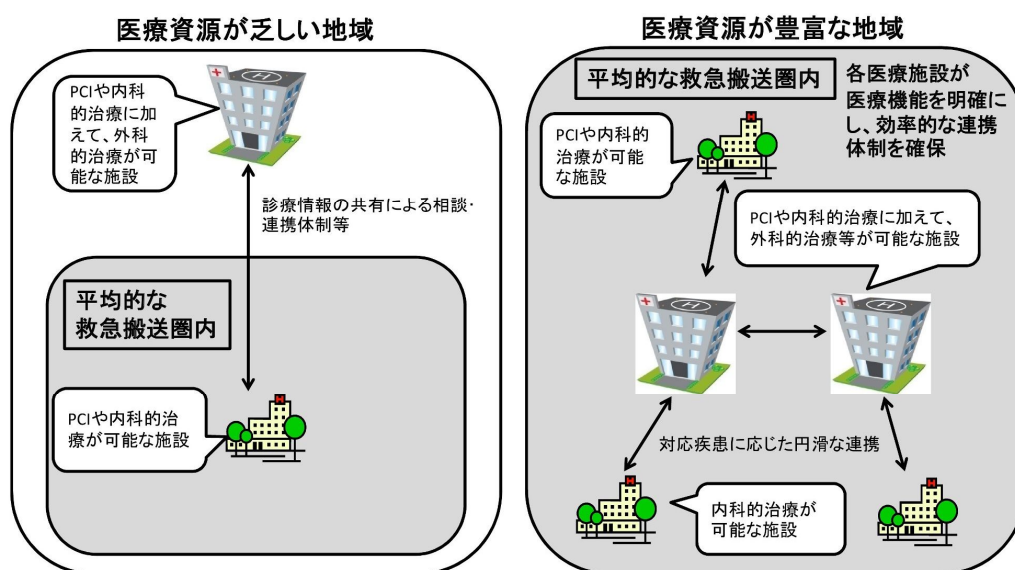 医療資源が乏しい地域
PCIや内科
的治療に加
えて、外科
的治療が可
能な施設
H
診療情報の共有による相談・
連携体制等
平均的な
救急搬送圏内
PCIや内科的治
療が可能な施設
H
医療資源が豊富な地域
平均的な救急搬送圏内
各医療施設が
医療機能を明確に
し、効率的な連携
体制を確保
PCIや内科的
治療が可能
な施設
H
PCIや内科的治療に加えて、
外科的治療等が可能な施設
H
H
対応疾患に応じた円滑な連携
H
内科的治療が
可能な施設
H